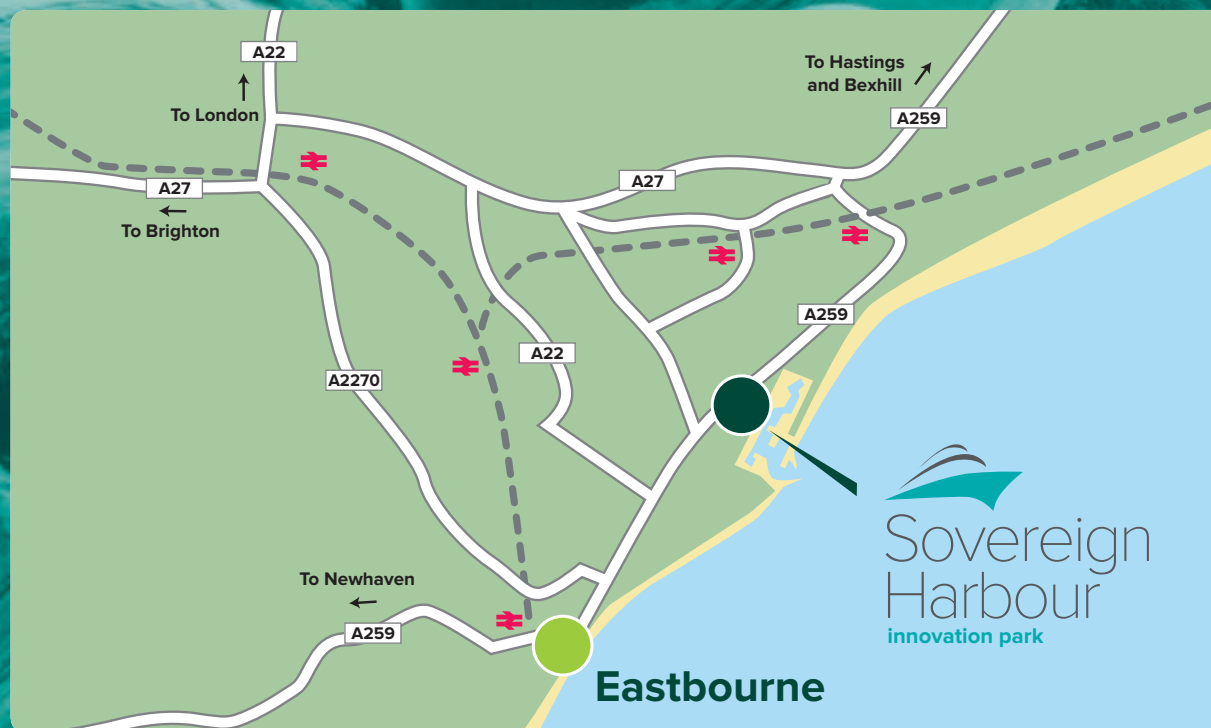 A22
To London
To Hastings
and Bexhill
A259
A27
A27
To Brighton
A259
A22
A2270
Sovereign
Harbour
innovation park
To Newhaven
A259
Eastbourne